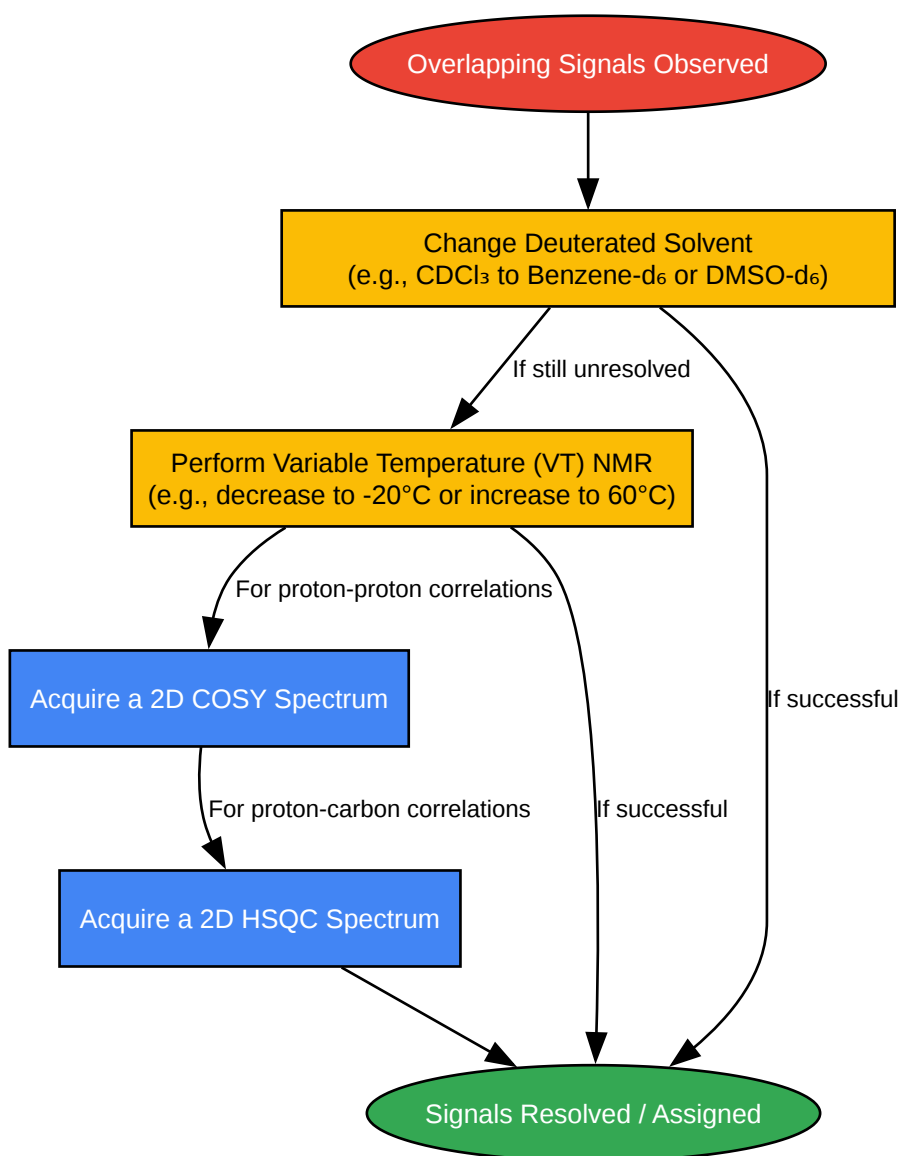 Overlapping Signals Observed
Change Deuterated Solvent
(e.g., CDCl₃ to Benzene-d₆ or DMSO-d₆)
If still unresolved
Perform Variable Temperature (VT) NMR
(e.g., decrease to -20°C or increase to 60°C)
For proton-proton correlations
Acquire a 2D COSY Spectrum
If successful
For proton-carbon correlations
If successful
Acquire a 2D HSQC Spectrum
Signals Resolved / Assigned